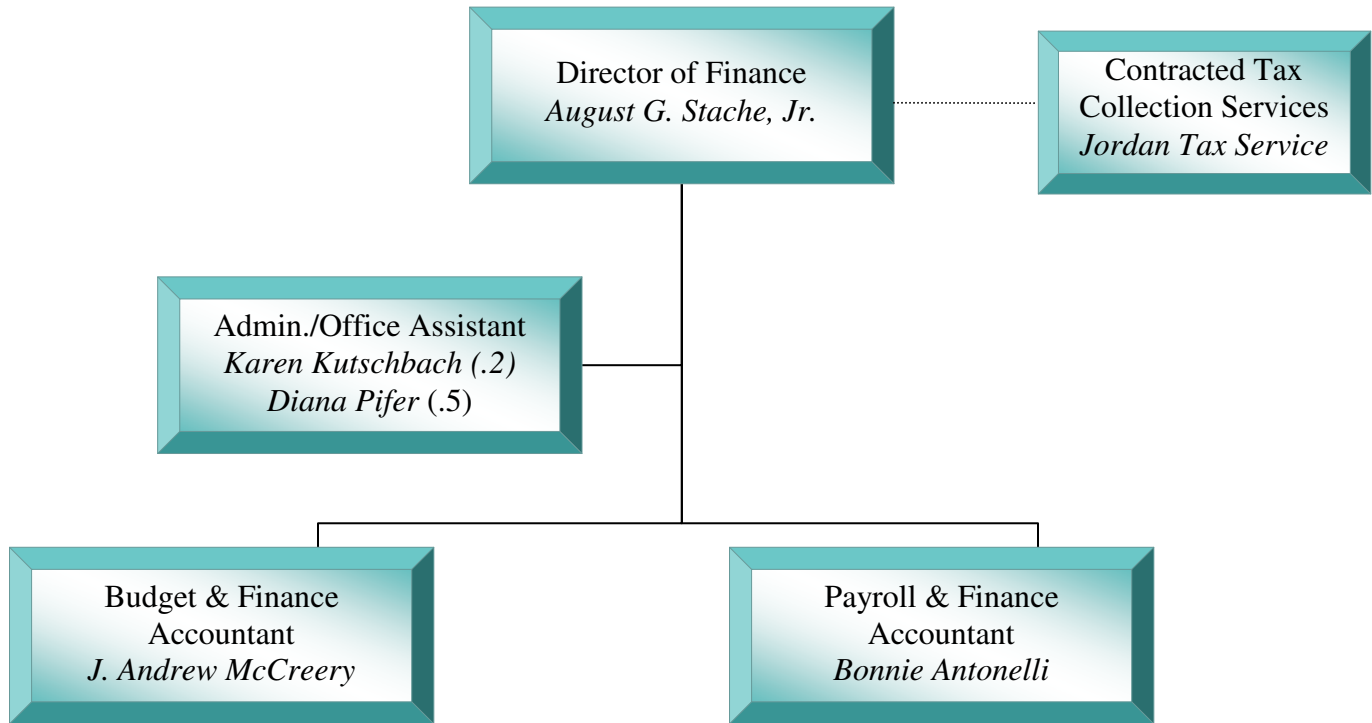 Director of Finance
August G. Stache, Jr.
Contracted Tax
Collection Services
Jordan Tax Service
Admin./Office Assistant
Karen Kutschbach (.2)
Diana Pifer (.5)
Budget & Finance
Accountant
J. Andrew McCreery
Payroll & Finance
Accountant
Bonnie Antonelli